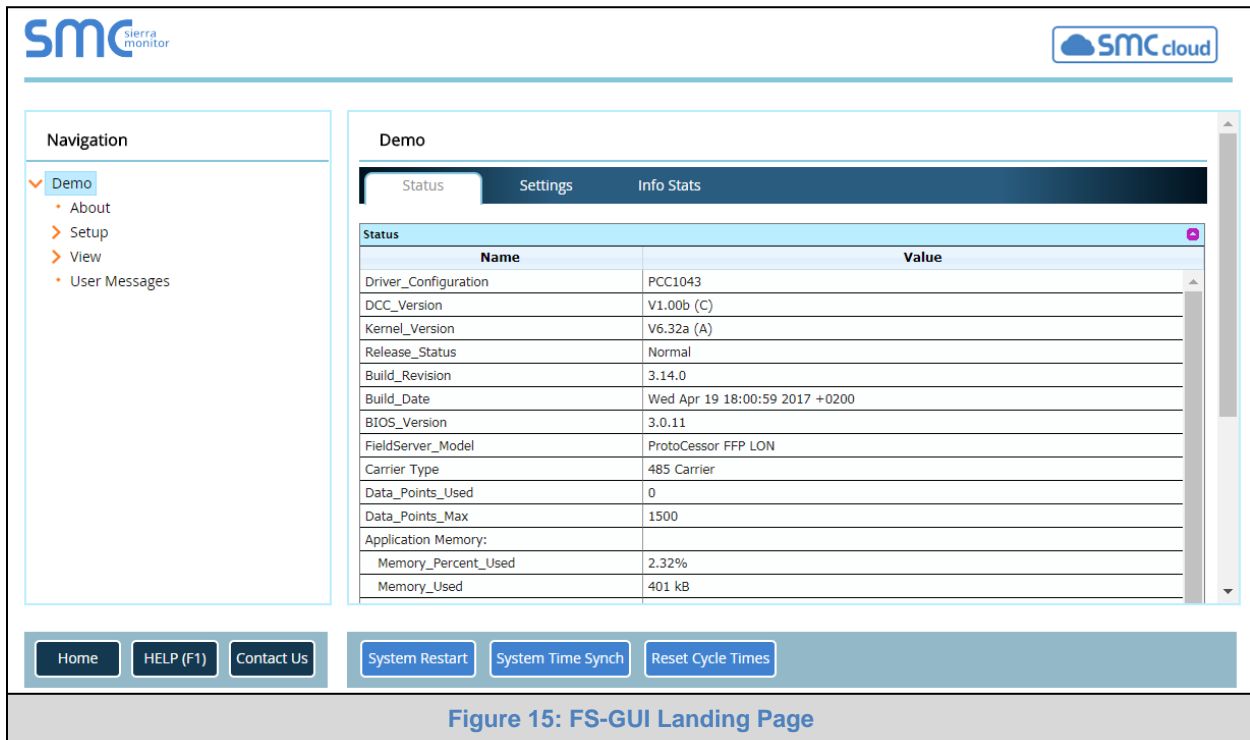 SMC sierra monitor
SMC cloud
Navigation
Demo
About
Setup
View
User Messages
Demo
Status Settings Info Stats
Status
Name Value
Driver_Configuration PCC1043
DCC_Version V1.00b (C)
Kernel_Version V6.32a (A)
Release_Status Normal
Build_Revision 3.14.0
Build_Date Wed Apr 19 18:00:59 2017 +0200
BIOS_Version 3.0.11
FieldServer_Model ProtoCessor FFP LON
Carrier Type 485 Carrier
Data_Points_Used 0
Data_Points_Max 1500
Application Memory:
Memory_Percent_Used 2.32%
Memory_Used 401 kB
Home HELP (F1) Contact Us
System Restart System Time Synch Reset Cycle Times
Figure 15: FS-GUI Landing Page